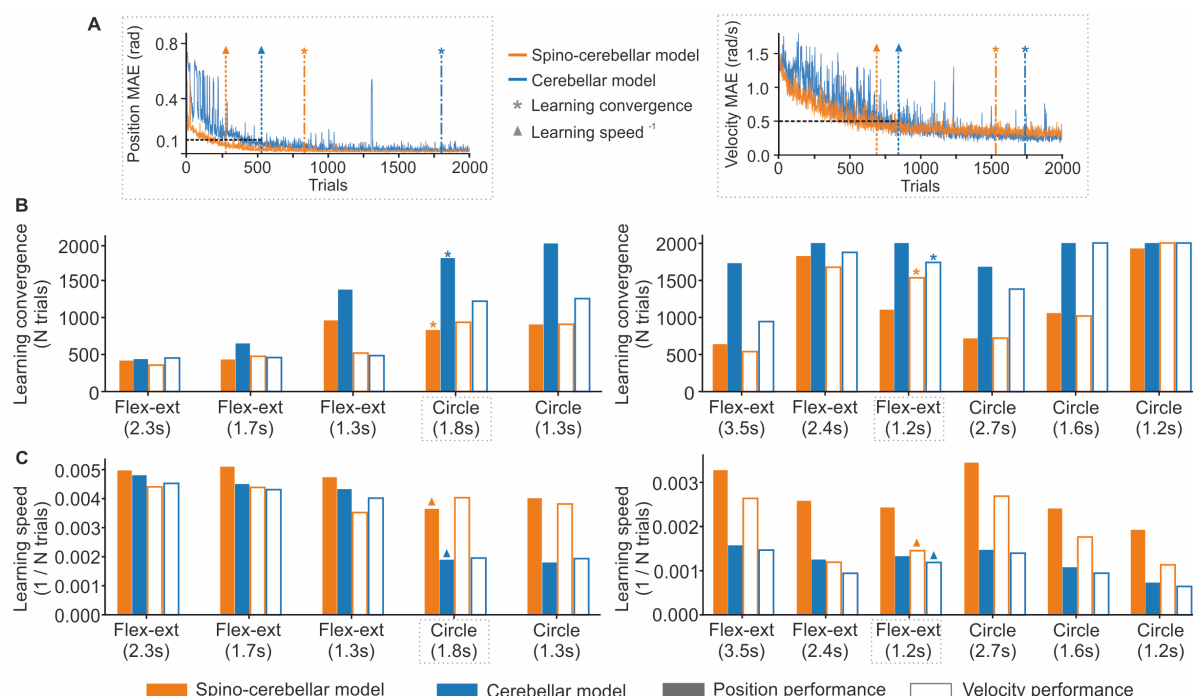 A
Position MAE (rad)
0.8
0.4
0.1
0 500 1000 1500 2000
Trials
Spino-cerebellar model
Cerebellar model
* Learning convergence
▲ Learning speed ⁻¹
Velocity MAE (rad/s)
1.5
1.0
0.5
0.0
0 500 1000 1500 2000
Trials
B
Learning convergence
(N trials)
2000
1500
1000
500
0
Flex-ext Flex-ext Flex-ext Circle Circle
(2.3s) (1.7s) (1.3s) (1.8s) (1.3s)
Learning convergence
(N trials)
2000
1500
1000
500
0
Flex-ext Flex-ext Flex-ext Circle Circle Circle
(3.5s) (2.4s) (1.2s) (2.7s) (1.6s) (1.2s)
C
Learning speed
(1 / N trials)
0.005
0.004
0.003
0.002
0.001
0.000
Flex-ext Flex-ext Flex-ext Circle Circle
(2.3s) (1.7s) (1.3s) (1.8s) (1.3s)
Learning speed
(1 / N trials)
0.003
0.002
0.001
0.000
Flex-ext Flex-ext Flex-ext Circle Circle Circle
(3.5s) (2.4s) (1.2s) (2.7s) (1.6s) (1.2s)
Spino-cerebellar model Cerebellar model Position performance Velocity performance